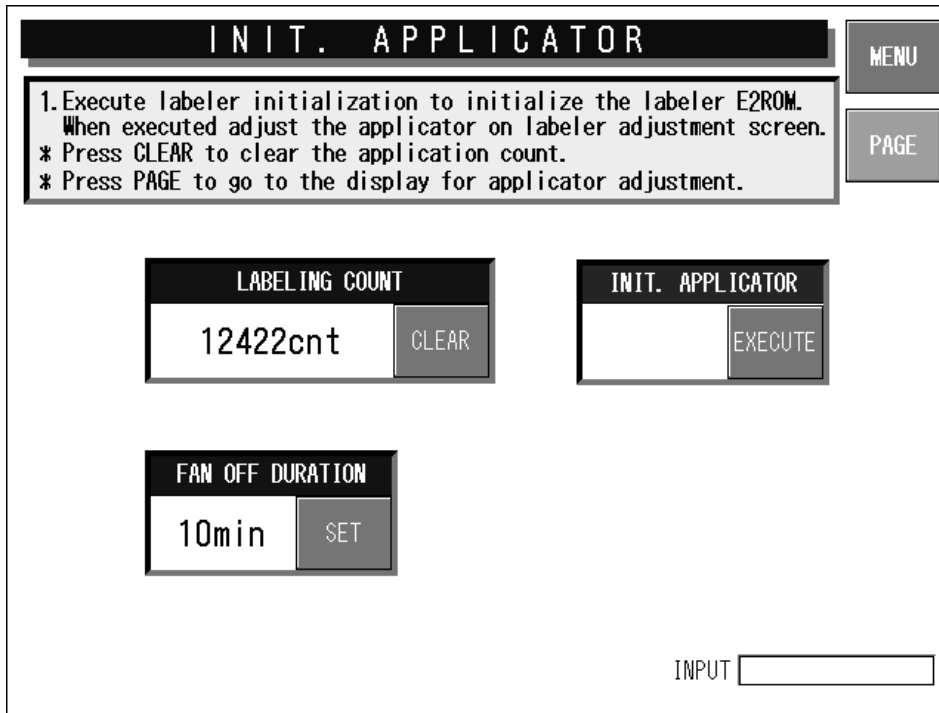 INIT. APPLICATOR
MENU
1.Execute labeler initialization to initialize the labeler E2ROM.
When executed adjust the applicator on labeler adjustment screen.
* Press CLEAR to clear the application count.
* Press PAGE to go to the display for applicator adjustment.
PAGE
LABELING COUNT
12422cnt CLEAR
INIT. APPLICATOR
EXECUTE
FAN OFF DURATION
10min SET
INPUT